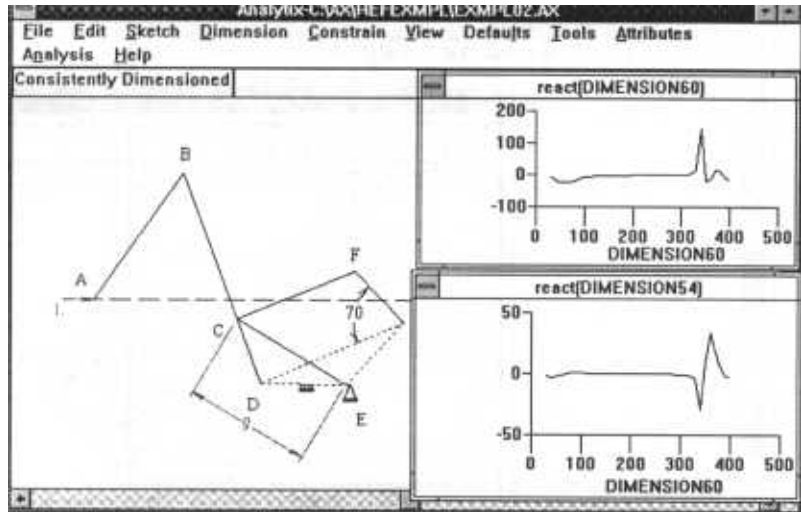 Analytix-C:\AX\REFEXMPL\EXMPL02.AX
File Edit Sketch Dimension Constrain View Defaults Tools Attributes
Analysis Help
Consistently Dimensioned
B
A
F
70
C
D
E
9
react(DIMENSION60)
200
100
0
-100
0 100 200 300 400 500
DIMENSION60
react(DIMENSION54)
50
0
-50
0 100 200 300 400 500
DIMENSION60